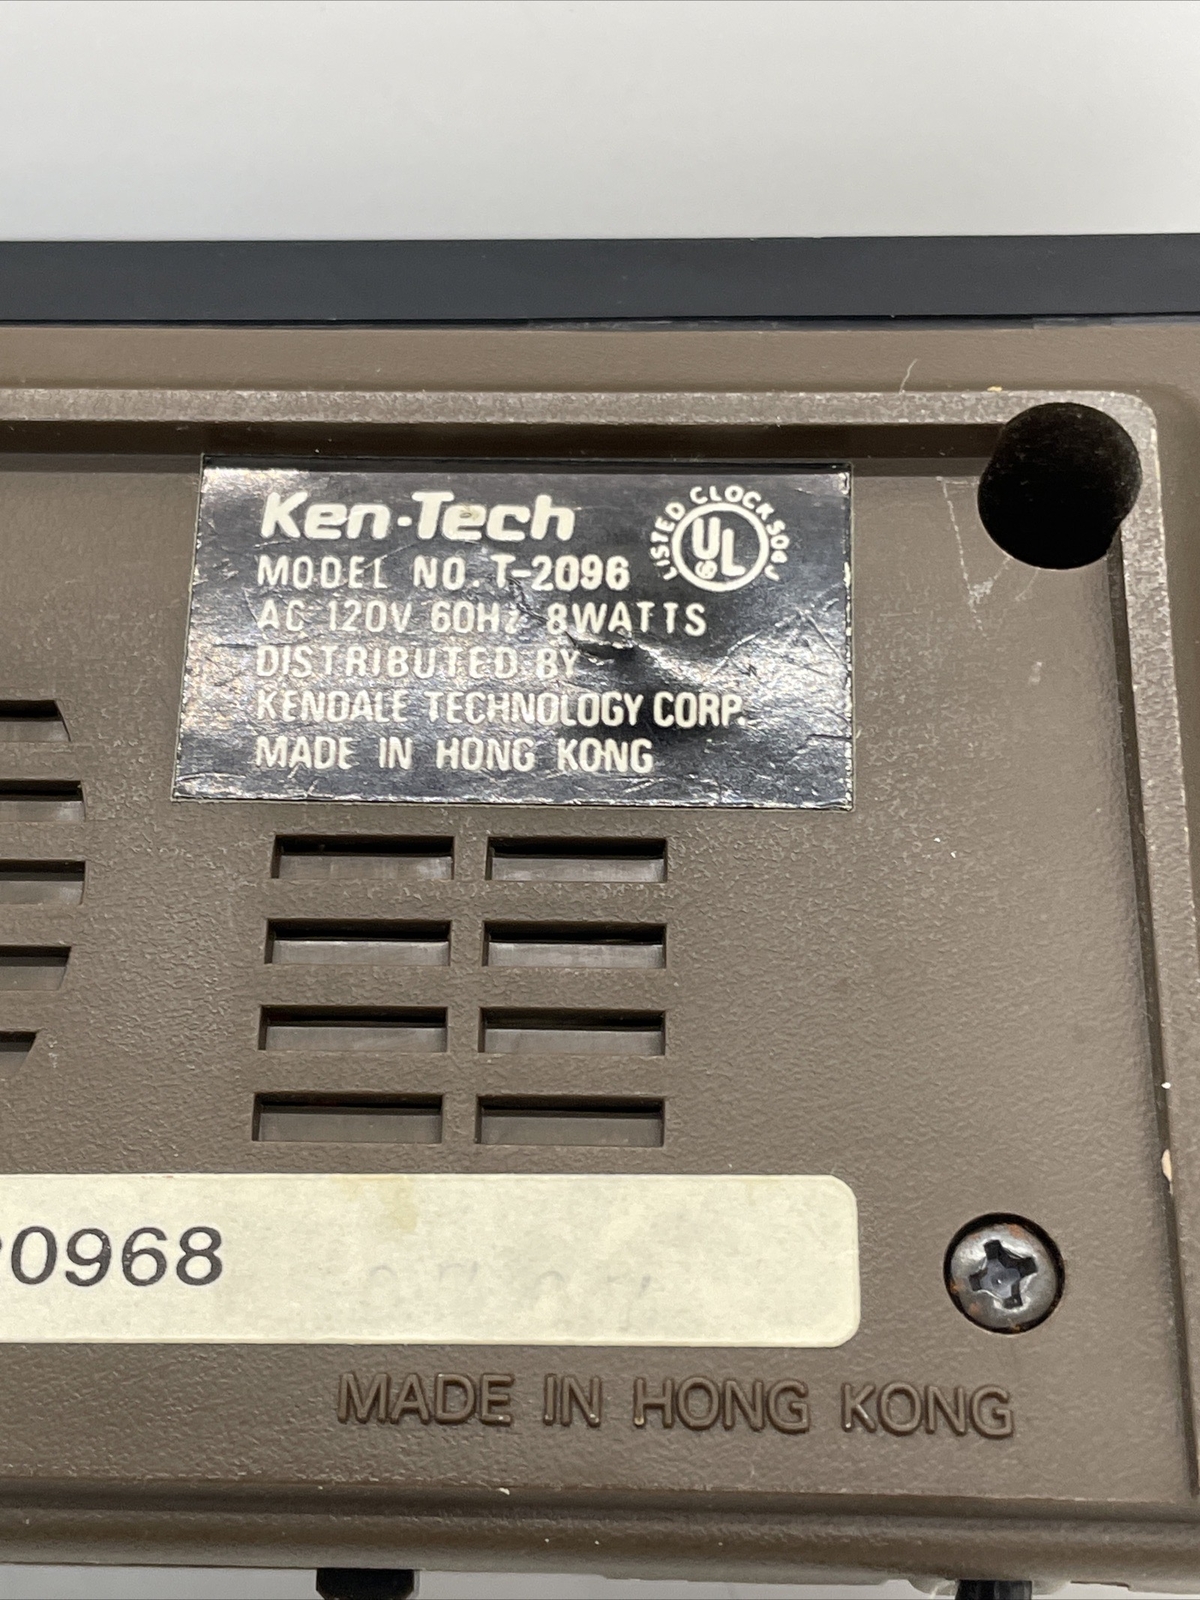 Ken-Tech
LISTED CLOCK 505J
UL
MODEL NO. T-2096
AC 120V 60Hz 8WATTS
DISTRIBUTED BY
KENDALE TECHNOLOGY CORP.
MADE IN HONG KONG
0968
MADE IN HONG KONG